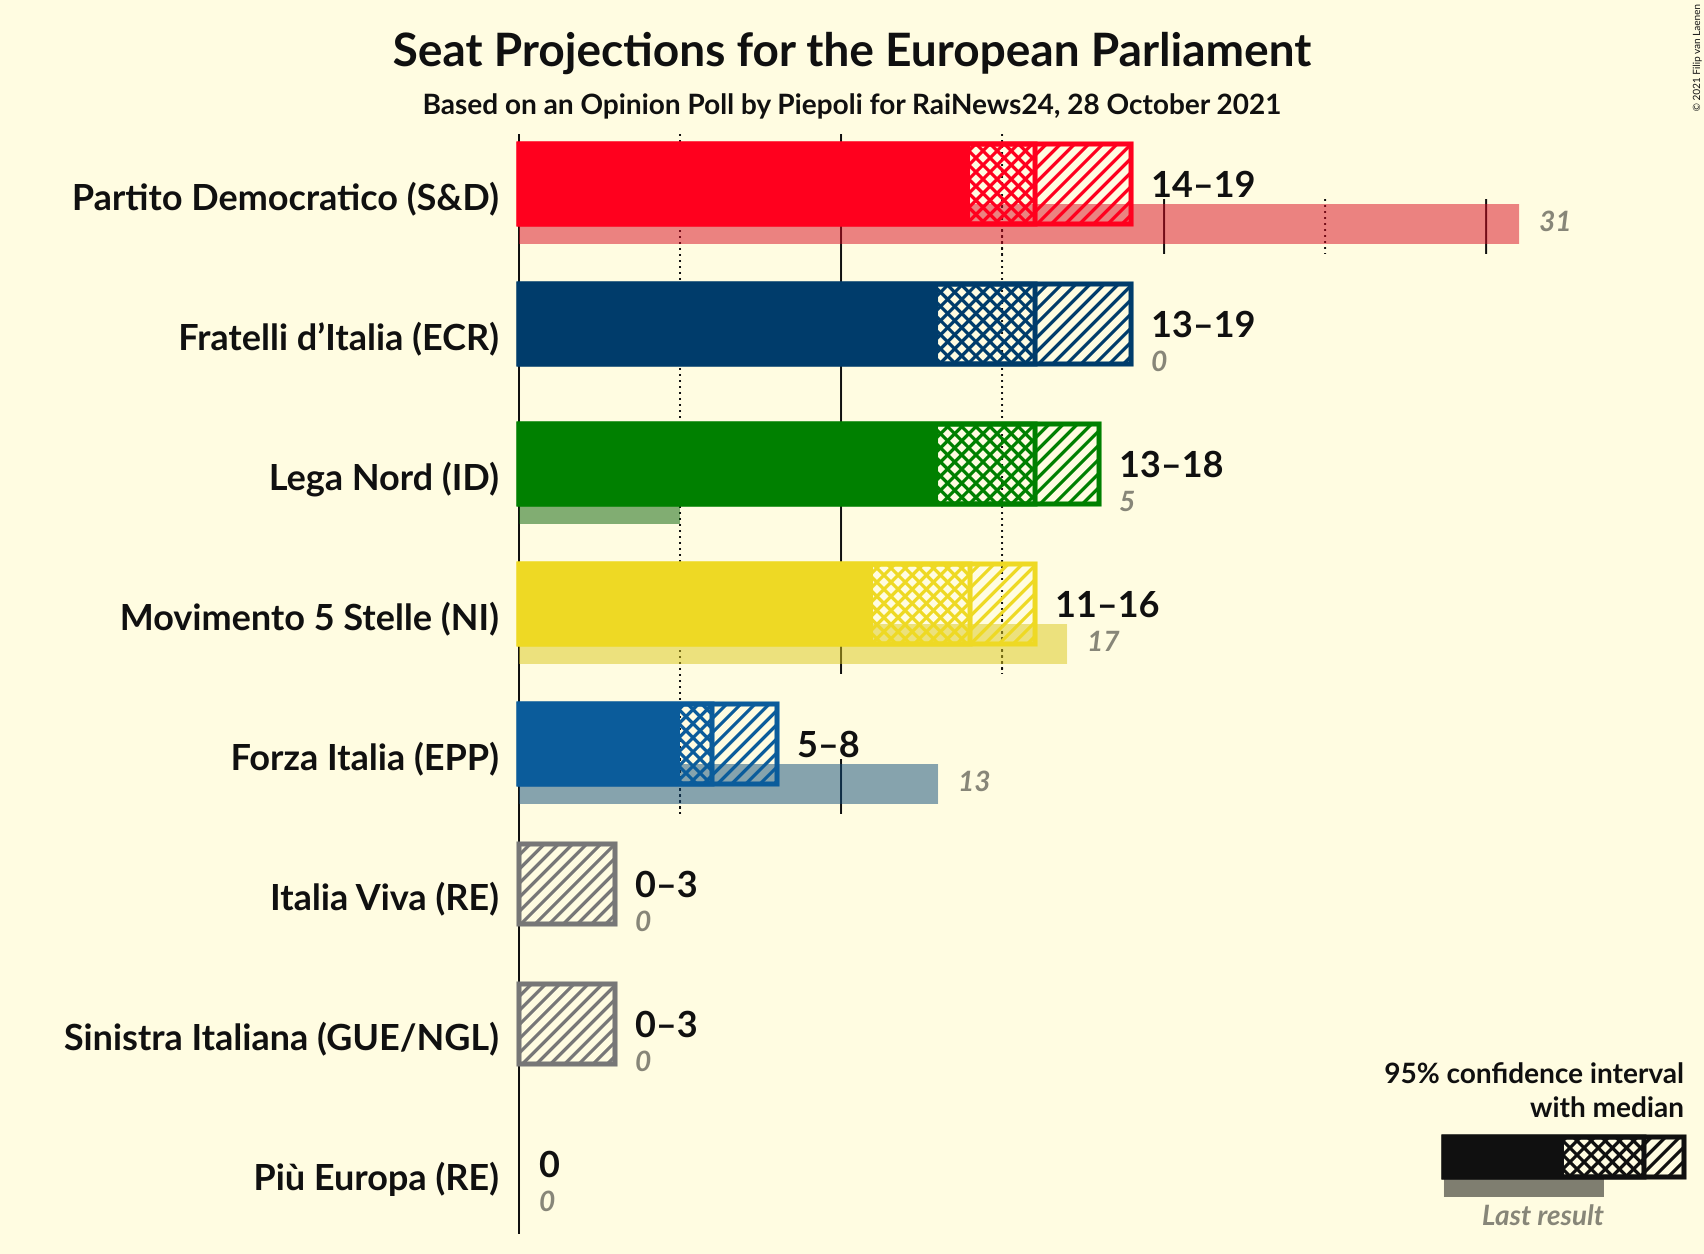 Seat Projections for the European Parliament
Based on an Opinion Poll by Piepoli for RaiNews24, 28 October 2021
© 2021 Filip van Laenen
Partito Democratico (S&D)
14–19
31
Fratelli d’Italia (ECR)
13–19
0
Lega Nord (ID)
13–18
5
Movimento 5 Stelle (NI)
11–16
17
Forza Italia (EPP)
5–8
13
Italia Viva (RE)
0–3
0
Sinistra Italiana (GUE/NGL)
0–3
0
Più Europa (RE)
0
0
95% confidence interval
with median
Last result